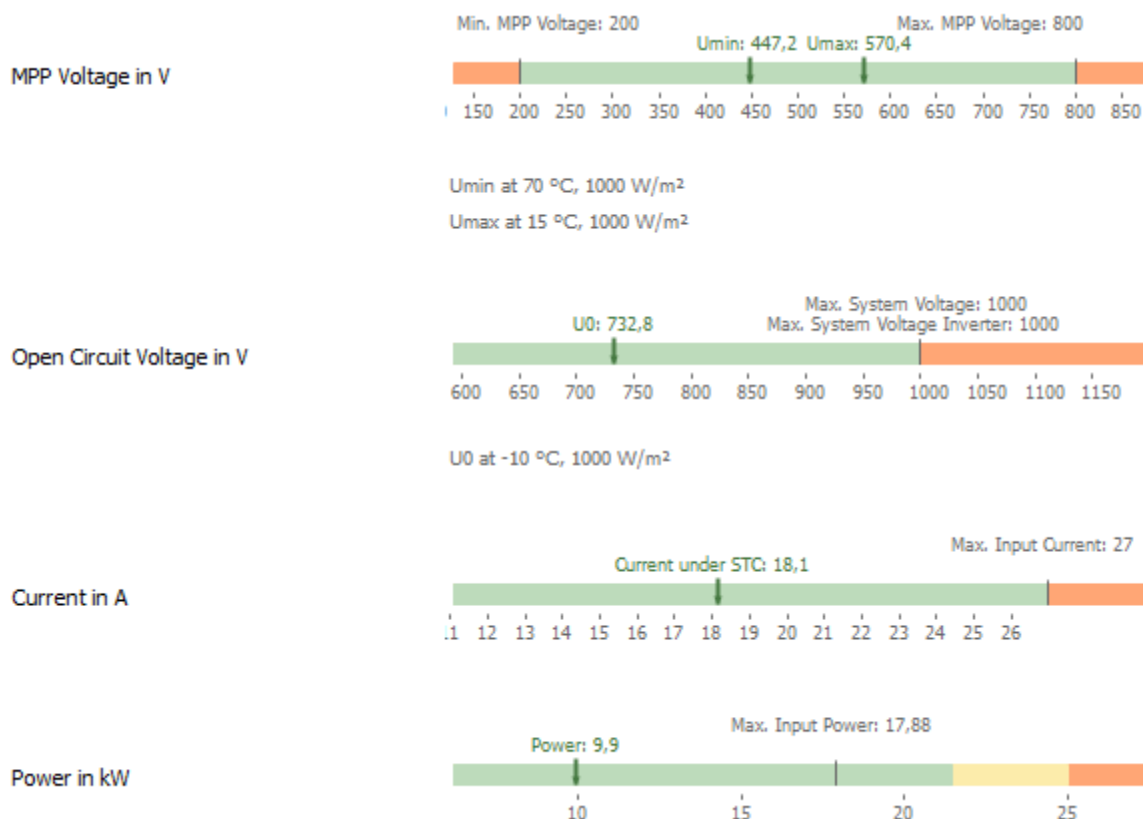 Min. MPP Voltage: 200 Max. MPP Voltage: 800
Umin: 447,2 Umax: 570,4
MPP Voltage in V
150 200 250 300 350 400 450 500 550 600 650 700 750 800 850
Umin at 70 ºC, 1000 W/m²
Umax at 15 ºC, 1000 W/m²
Max. System Voltage: 1000
U0: 732,8 Max. System Voltage Inverter: 1000
Open Circuit Voltage in V
600 650 700 750 800 850 900 950 1000 1050 1100 1150
U0 at -10 ºC, 1000 W/m²
Max. Input Current: 27
Current under STC: 18,1
Current in A
11 12 13 14 15 16 17 18 19 20 21 22 23 24 25 26
Max. Input Power: 17,88
Power: 9,9
Power in kW
10 15 20 25